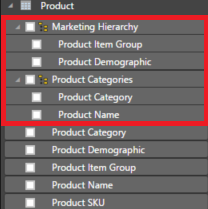 Product
Marketing Hierarchy
Product Item Group
Product Demographic
Product Categories
Product Category
Product Name
Product Category
Product Demographic
Product Item Group
Product Name
Product SKU